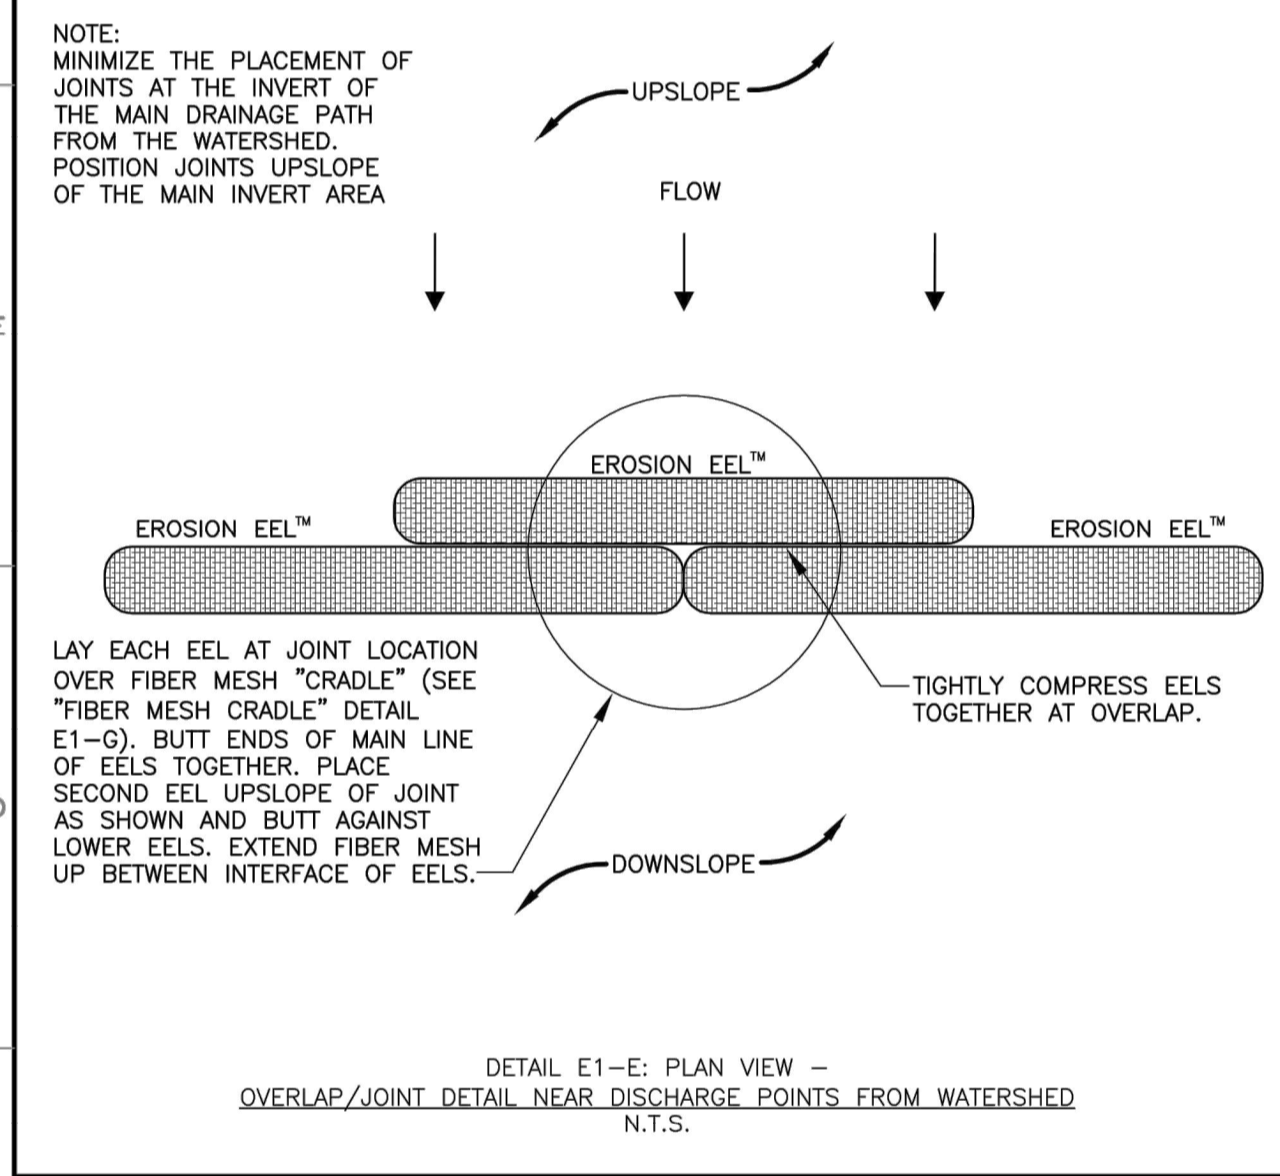 NOTE:
MINIMIZE THE PLACEMENT OF
JOINTS AT THE INVERT OF
THE MAIN DRAINAGE PATH
FROM THE WATERSHED.
POSITION JOINTS UPSLOPE
OF THE MAIN INVERT AREA
UPSLOPE
FLOW
EROSION EEL™
EROSION EEL™
EROSION EEL™
LAY EACH EEL AT JOINT LOCATION
OVER FIBER MESH "CRADLE" (SEE
"FIBER MESH CRADLE" DETAIL
E1-G). BUTT ENDS OF MAIN LINE
OF EELS TOGETHER. PLACE
SECOND EEL UPSLOPE OF JOINT
AS SHOWN AND BUTT AGAINST
LOWER EELS. EXTEND FIBER MESH
UP BETWEEN INTERFACE OF EELS.
TIGHTLY COMPRESS EELS
TOGETHER AT OVERLAP.
DOWNSLOPE
DETAIL E1-E: PLAN VIEW -
OVERLAP/JOINT DETAIL NEAR DISCHARGE POINTS FROM WATERSHED
N.T.S.